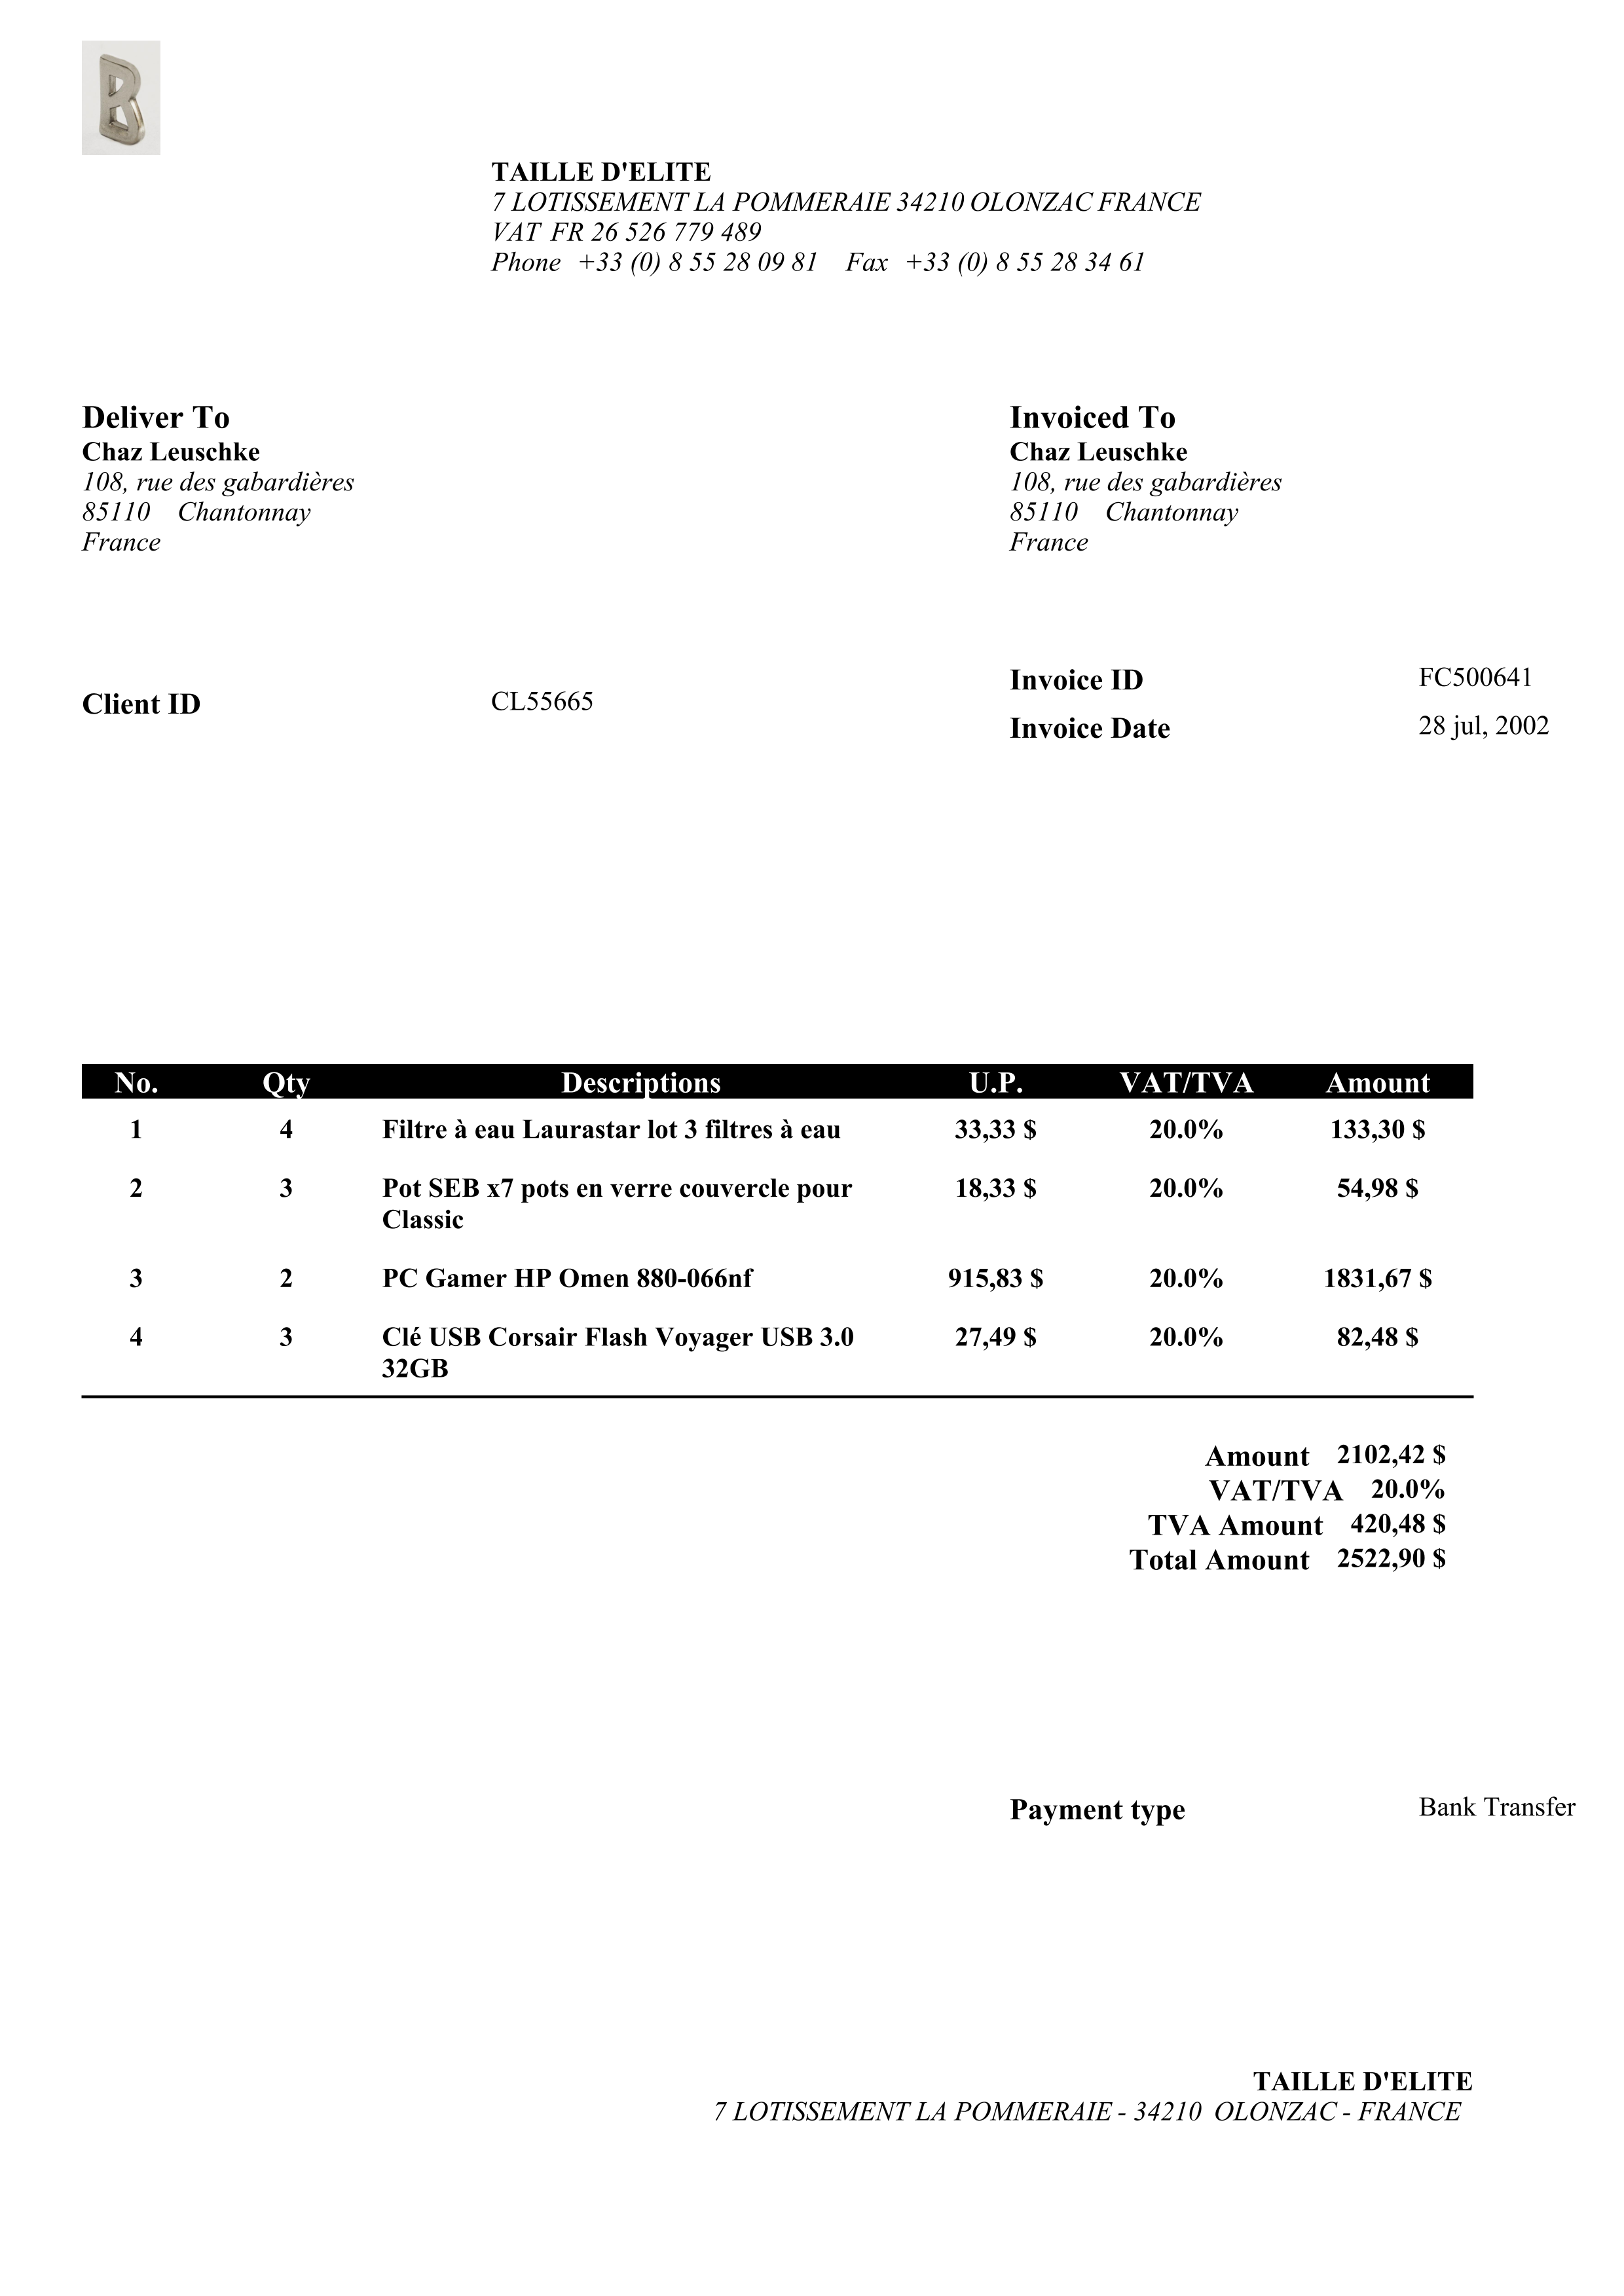 B
TAILLE D'ELITE
7 LOTISSEMENT LA POMMERAIE 34210 OLONZAC FRANCE
VAT FR 26 526 779 489
Phone +33 (0) 8 55 28 09 81 Fax +33 (0) 8 55 28 34 61
Deliver To
Chaz Leuschke
108, rue des gabardières
85110 Chantonnay
France
Invoiced To
Chaz Leuschke
108, rue des gabardières
85110 Chantonnay
France
Client ID CL55665
Invoice ID FC500641
Invoice Date 28 jul, 2002
No. Qty Descriptions U.P. VAT/TVA Amount
1 4 Filtre à eau Laurastar lot 3 filtres à eau 33,33 $ 20.0% 133,30 $
2 3 Pot SEB x7 pots en verre couvercle pour 18,33 $ 20.0% 54,98 $
Classic
3 2 PC Gamer HP Omen 880-066nf 915,83 $ 20.0% 1831,67 $
4 3 Clé USB Corsair Flash Voyager USB 3.0 27,49 $ 20.0% 82,48 $
32GB
Amount 2102,42 $
VAT/TVA 20.0%
TVA Amount 420,48 $
Total Amount 2522,90 $
Payment type Bank Transfer
TAILLE D'ELITE
7 LOTISSEMENT LA POMMERAIE - 34210 OLONZAC - FRANCE